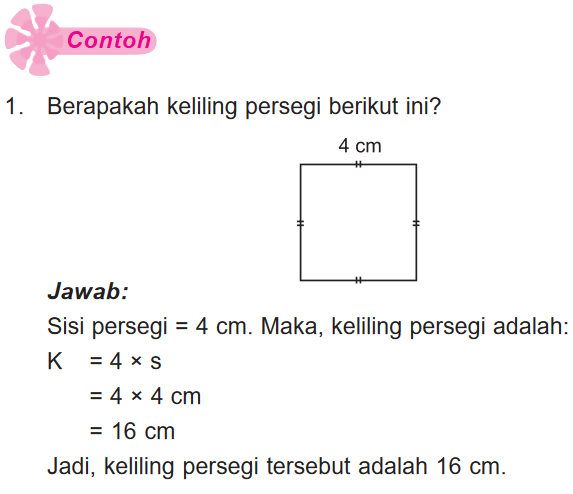 Contoh
1. Berapakah keliling persegi berikut ini?
4 cm
Jawab:
Sisi persegi = 4 cm. Maka, keliling persegi adalah:
K = 4 × s
= 4 × 4 cm
= 16 cm
Jadi, keliling persegi tersebut adalah 16 cm.